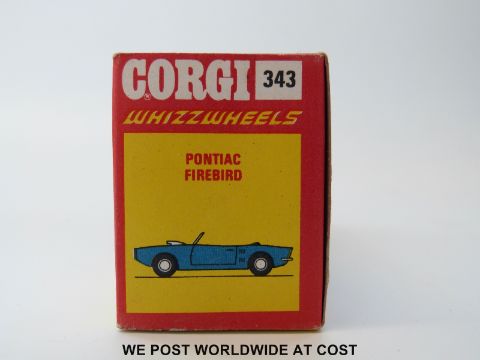 CORGI 343
WHIZZWHEELS
PONTIAC
FIREBIRD
WE POST WORLDWIDE AT COST